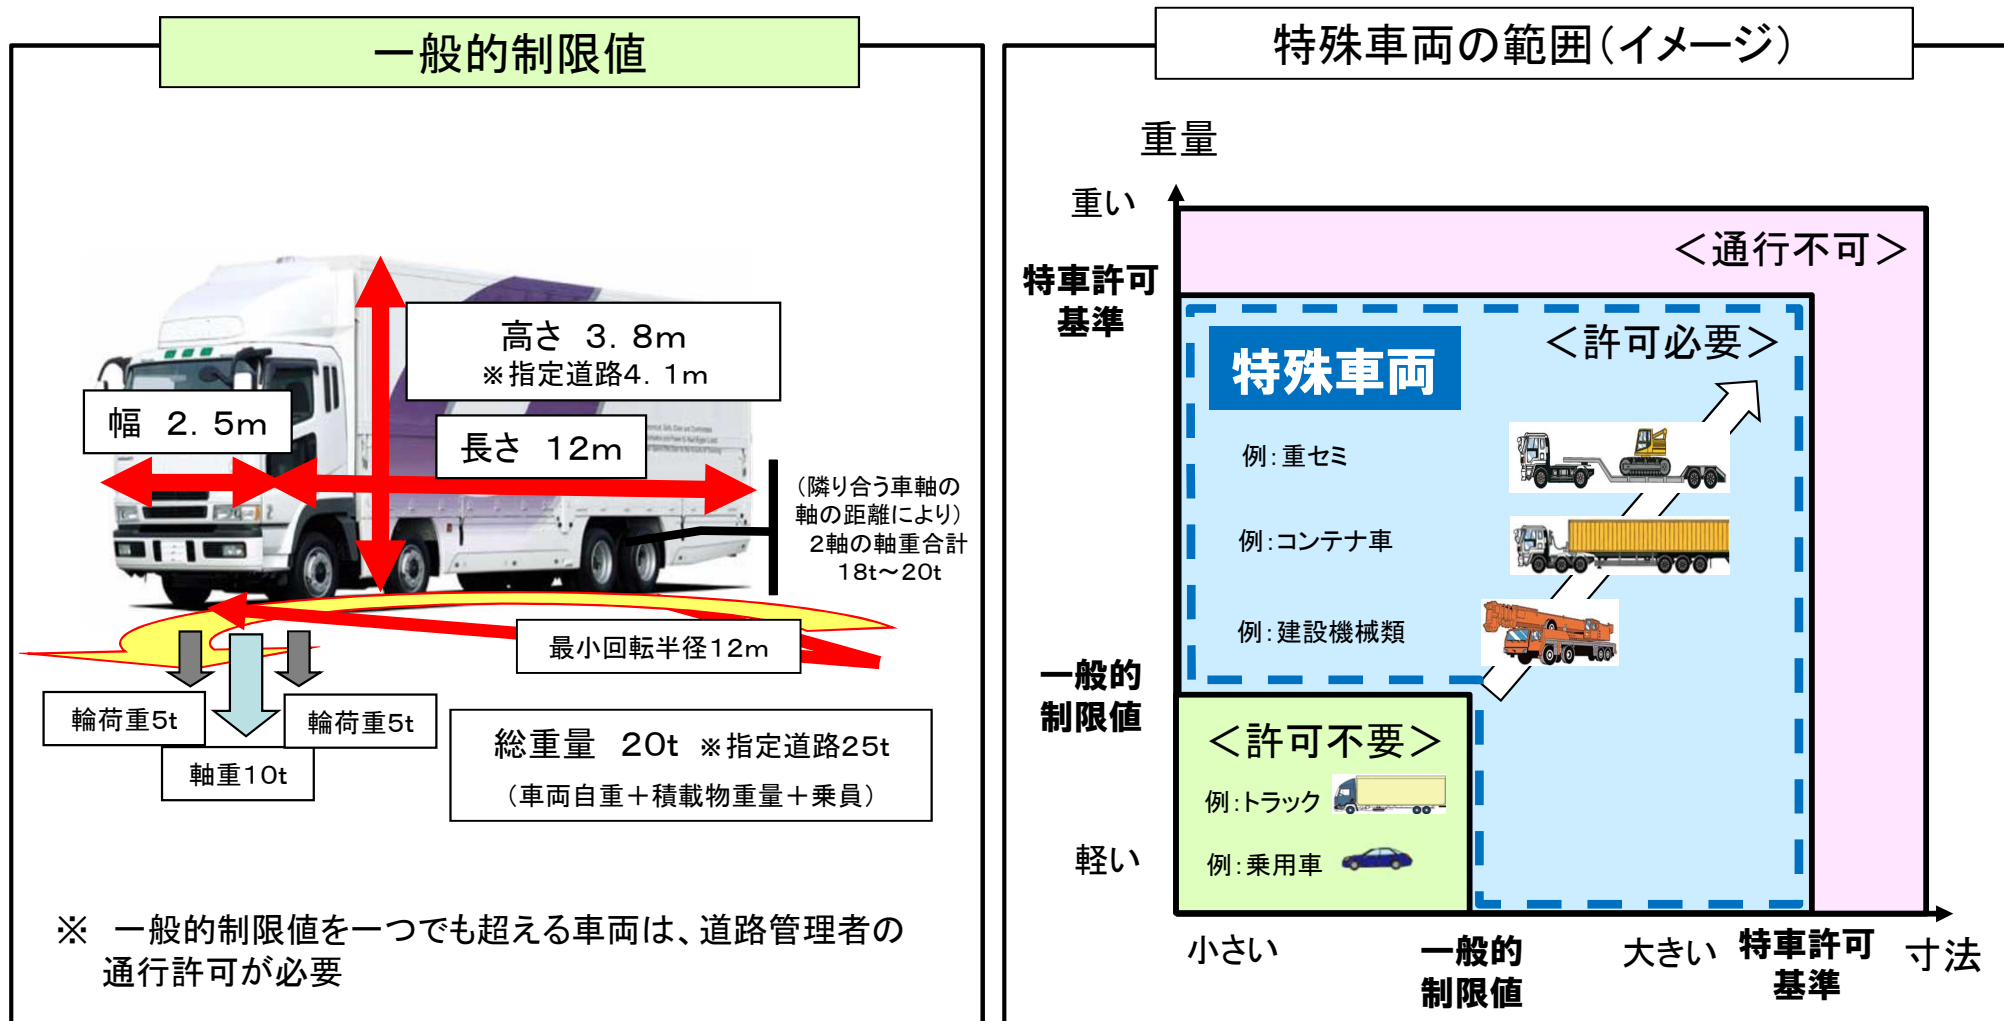 一般的制限値
高さ 3.8m
※指定道路4.1m
幅 2.5m
長さ 12m
(隣り合う車軸の
軸の距離により)
2軸の軸重合計
18t～20t
最小回転半径12m
輪荷重5t
輪荷重5t
軸重10t
総重量 20t ※指定道路25t
(車両自重＋積載物重量＋乗員)
※ 一般的制限値を一つでも超える車両は、道路管理者の
通行許可が必要
特殊車両の範囲(イメージ)
重量
重い
＜通行不可＞
特車許可
基準
＜許可必要＞
特殊車両
例:重セミ
例:コンテナ車
例:建設機械類
一般的
制限値
＜許可不要＞
例:トラック
軽い
例:乗用車
小さい
一般的
制限値
大きい
特車許可
基準
寸法